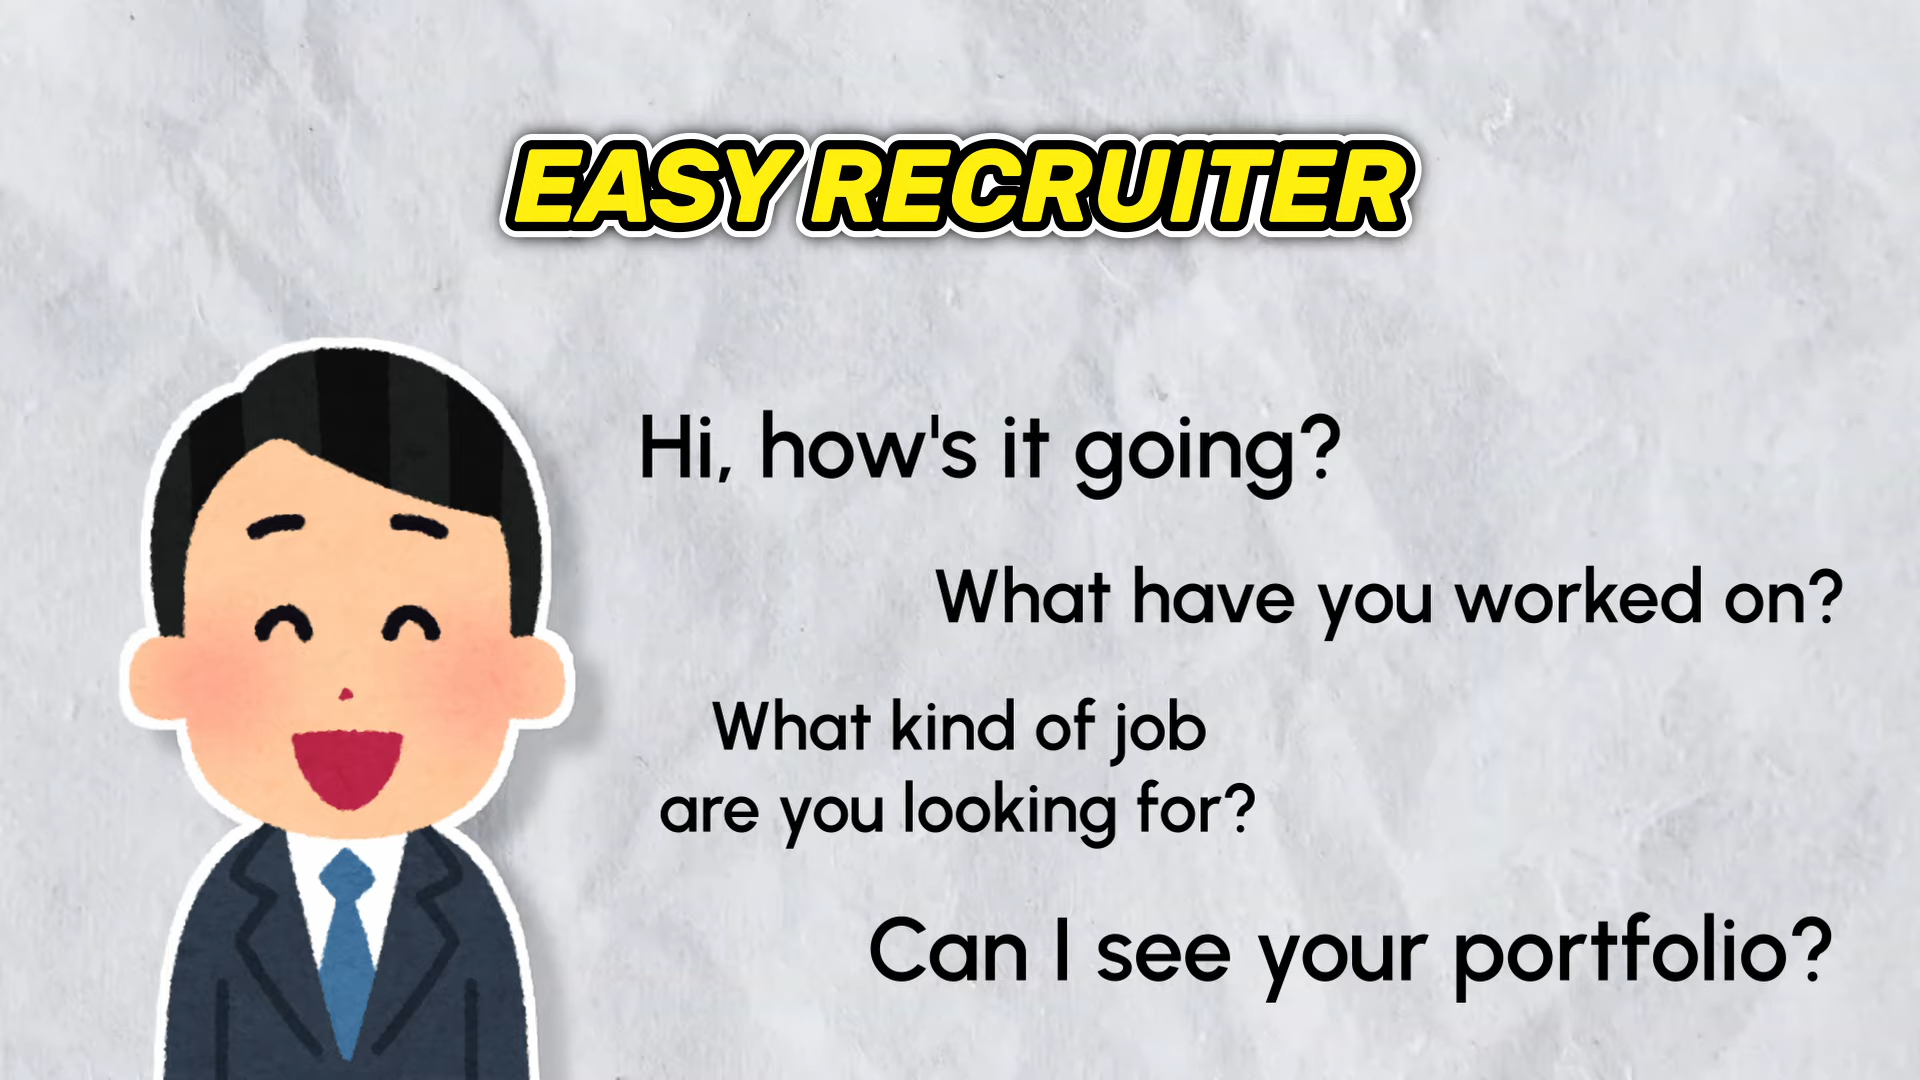 EASY RECRUITER
Hi, how's it going?
What have you worked on?
What kind of job
are you looking for?
Can I see your portfolio?